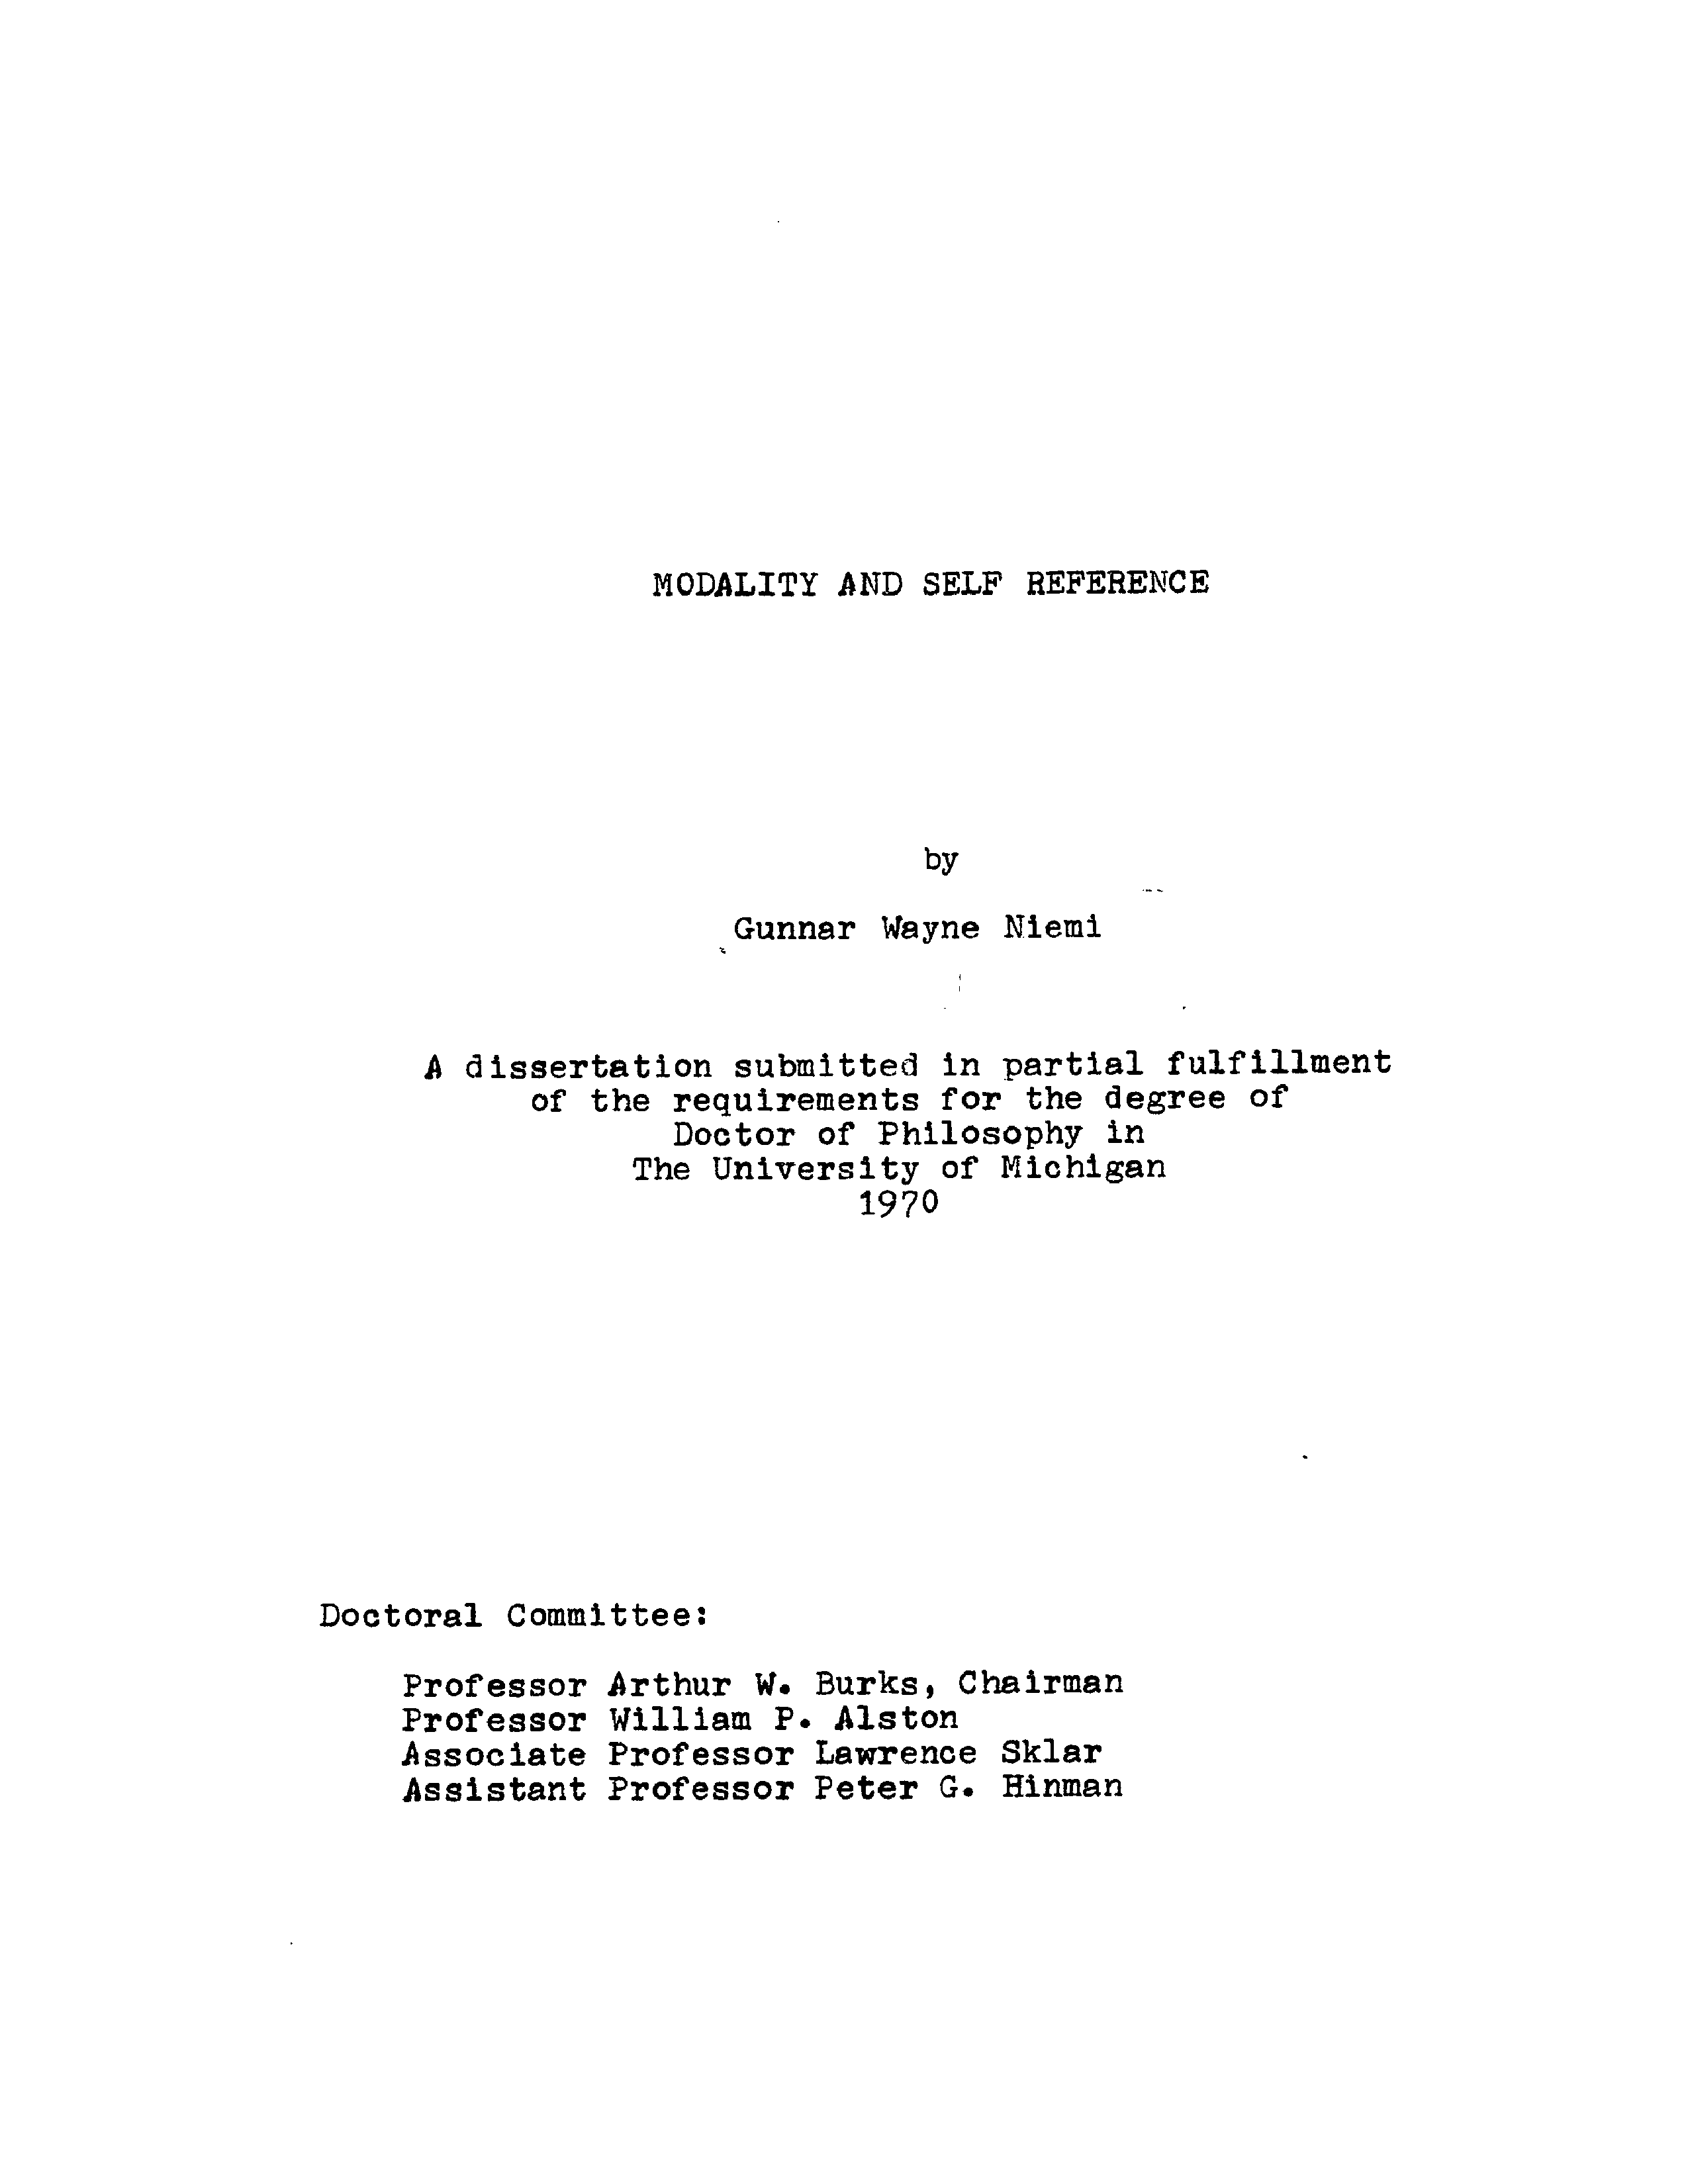 MODALITY AND SELF REFERENCE
by
Gunnar Wayne Niemi
A dissertation submitted in partial fulfillment
of the requirements for the degree of
Doctor of Philosophy in
The University of Michigan
1970
Doctoral Committee:
Professor Arthur W. Burks, Chairman
Professor William P. Alston
Associate Professor Lawrence Sklar
Assistant Professor Peter G. Hinman